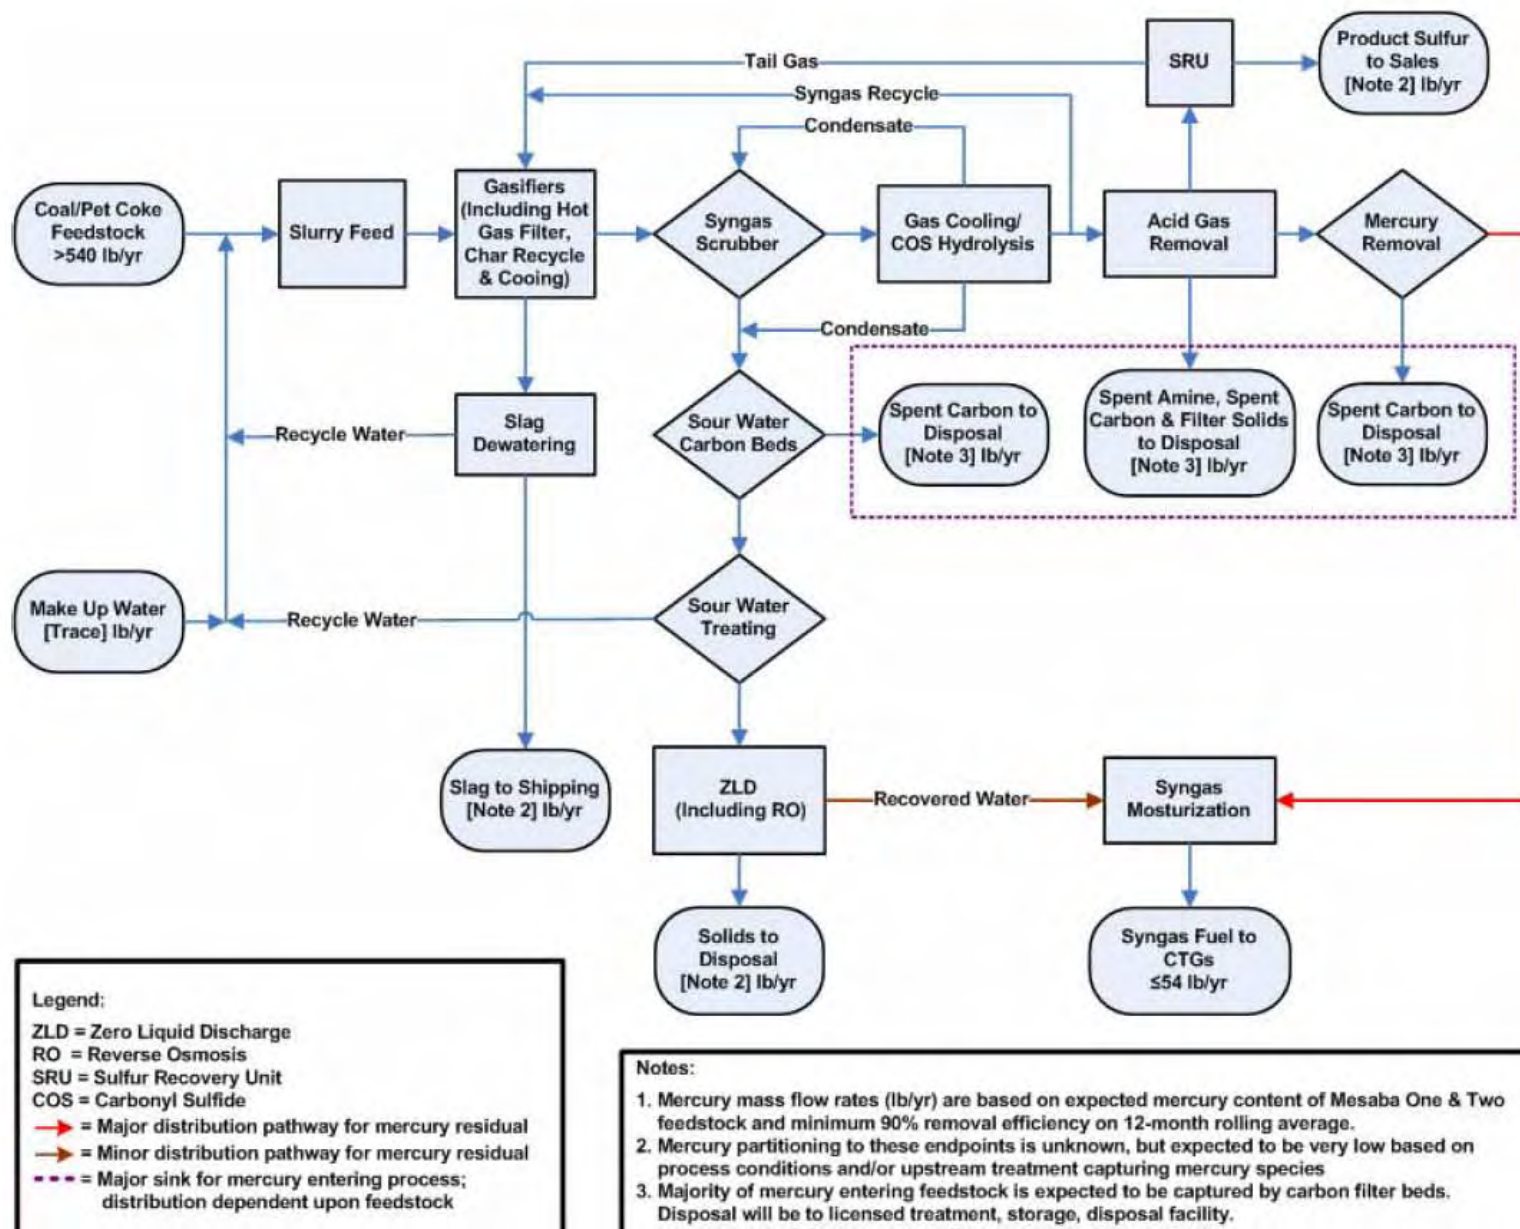 Product Sulfur
to Sales
[Note 2] lb/yr
SRU
Tail Gas
Syngas Recycle
Condensate
Coal/Pet Coke
Feedstock
>540 lb/yr
Slurry Feed
Gasifiers
(Including Hot
Gas Filter,
Char Recycle
& Cooing)
Syngas
Scrubber
Gas Cooling/
COS Hydrolysis
Acid Gas
Removal
Mercury
Removal
Condensate
Recycle Water
Slag
Dewatering
Sour Water
Carbon Beds
Spent Carbon to
Disposal
[Note 3] lb/yr
Spent Amine, Spent
Carbon & Filter Solids
to Disposal
[Note 3] lb/yr
Spent Carbon to
Disposal
[Note 3] lb/yr
Make Up Water
[Trace] lb/yr
Recycle Water
Sour Water
Treating
Slag to Shipping
[Note 2] lb/yr
ZLD
(Including RO)
Recovered Water
Syngas
Mosturization
Solids to
Disposal
[Note 2] lb/yr
Syngas Fuel to
CTGs
≤54 lb/yr
Legend:
ZLD = Zero Liquid Discharge
RO = Reverse Osmosis
SRU = Sulfur Recovery Unit
COS = Carbonyl Sulfide
= Major distribution pathway for mercury residual
= Minor distribution pathway for mercury residual
= Major sink for mercury entering process;
distribution dependent upon feedstock
Notes:
1. Mercury mass flow rates (lb/yr) are based on expected mercury content of Mesaba One & Two
feedstock and minimum 90% removal efficiency on 12-month rolling average.
2. Mercury partitioning to these endpoints is unknown, but expected to be very low based on
process conditions and/or upstream treatment capturing mercury species
3. Majority of mercury entering feedstock is expected to be captured by carbon filter beds.
Disposal will be to licensed treatment, storage, disposal facility.